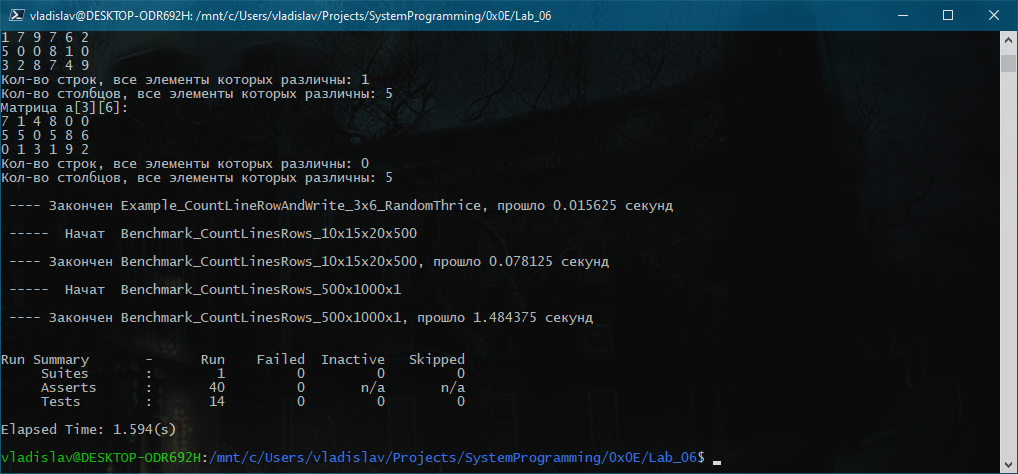 vladislav@DESKTOP-ODR692H: /mnt/c/Users/vladislav/Projects/SystemProgramming/0x0E/Lab_06
1 7 9 7 6 2
5 0 0 8 1 0
3 2 8 7 4 9
Кол-во строк, все элементы которых различны: 1
Кол-во столбцов, все элементы которых различны: 5
Матрица a[3][6]:
7 1 4 8 0 0
5 5 0 5 8 6
0 1 3 1 9 2
Кол-во строк, все элементы которых различны: 0
Кол-во столбцов, все элементы которых различны: 5
---- Закончен Example_CountLineRowAndWrite_3x6_RandomThrice, прошло 0.015625 секунд
----- Начат Benchmark_CountLinesRows_10x15x20x500
---- Закончен Benchmark_CountLinesRows_10x15x20x500, прошло 0.078125 секунд
----- Начат Benchmark_CountLinesRows_500x1000x1
---- Закончен Benchmark_CountLinesRows_500x1000x1, прошло 1.484375 секунд
Run Summary - Run Failed Inactive Skipped
Suites : 1 0 0 0
Asserts : 40 0 n/a n/a
Tests : 14 0 0 0
Elapsed Time: 1.594(s)
vladislav@DESKTOP-ODR692H:/mnt/c/Users/vladislav/Projects/SystemProgramming/0x0E/Lab_06$